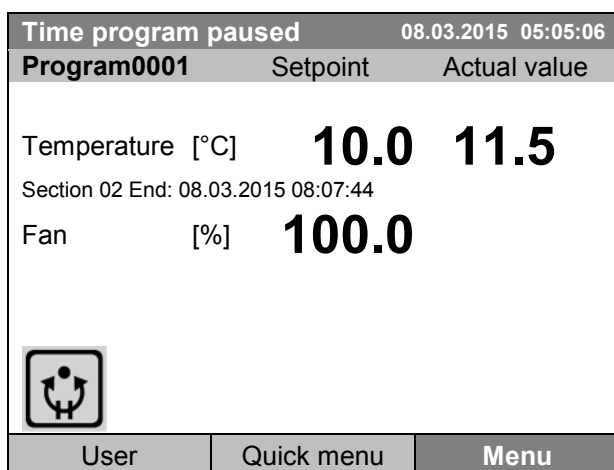 Time program paused 08.03.2015 05:05:06
Program0001 Setpoint Actual value
Temperature [°C] 10.0 11.5
Section 02 End: 08.03.2015 08:07:44
Fan [%] 100.0
User Quick menu Menu